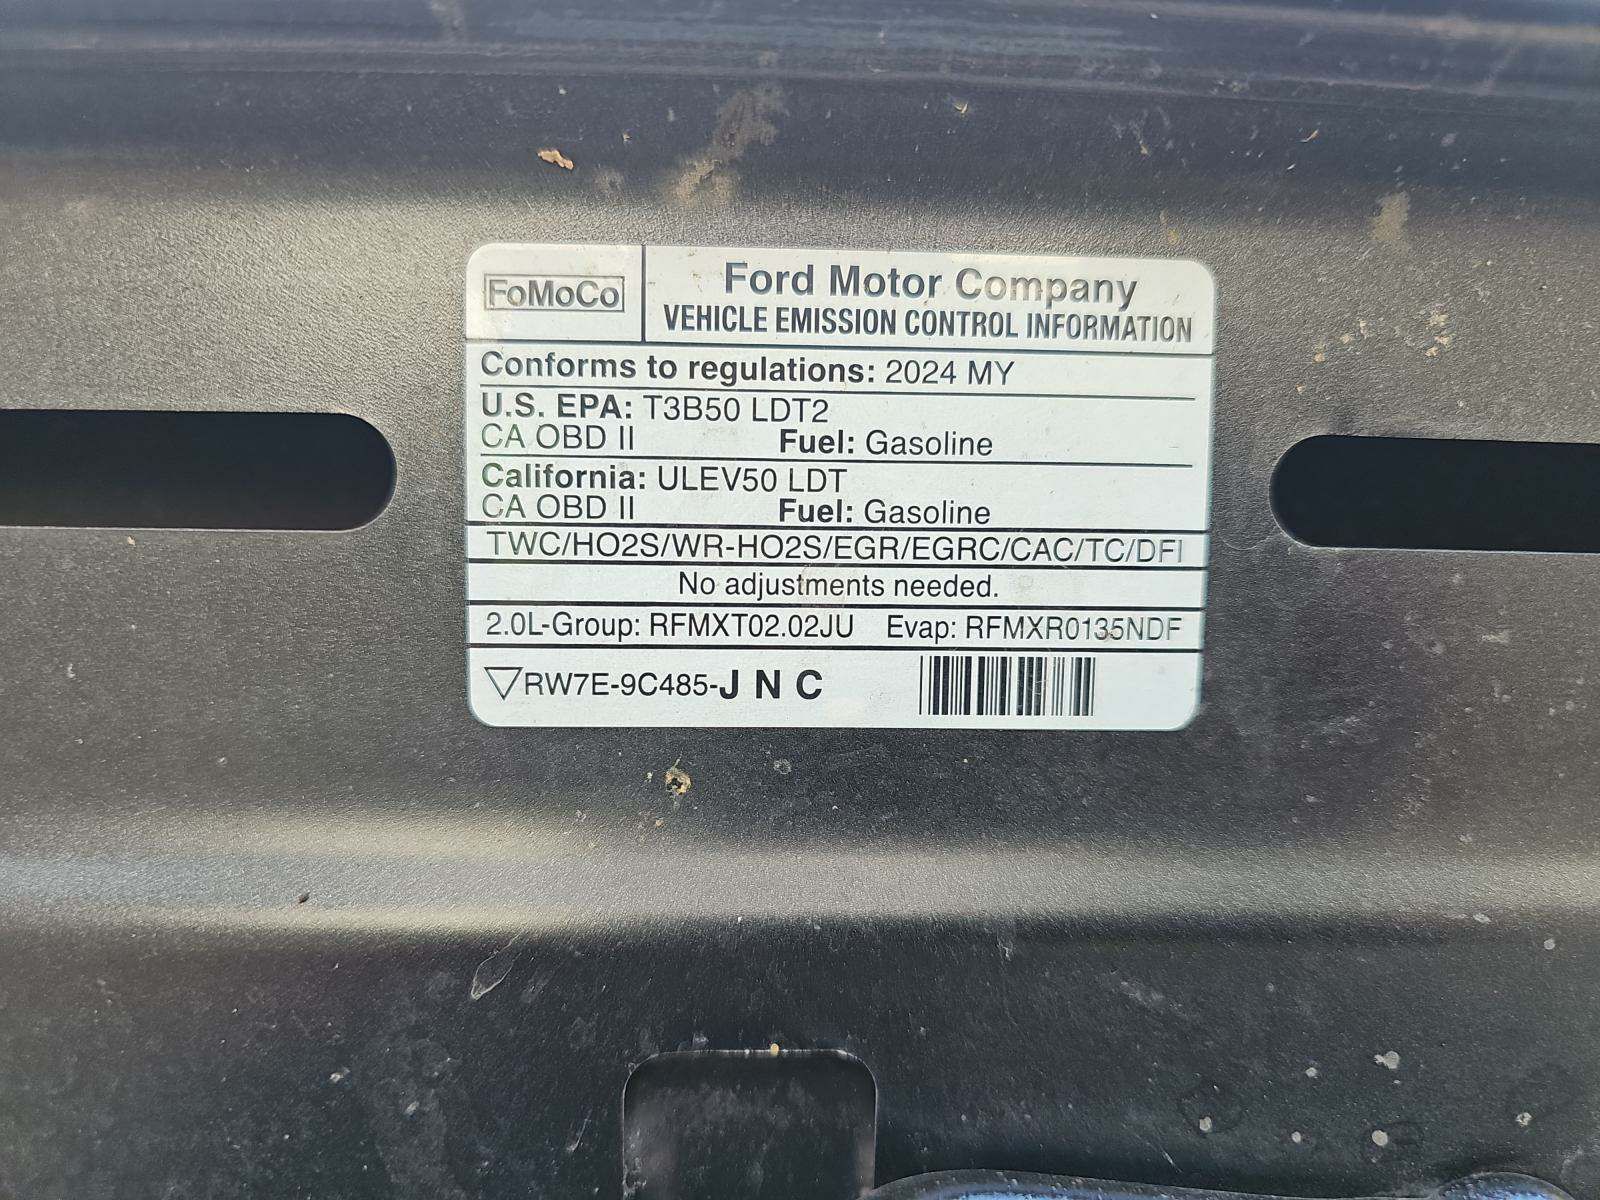 FoMoCo
Ford Motor Company
VEHICLE EMISSION CONTROL INFORMATION
Conforms to regulations: 2024 MY
U.S. EPA: T3B50 LDT2
CA OBD II Fuel: Gasoline
California: ULEV50 LDT
CA OBD II Fuel: Gasoline
TWC/HO2S/WR-HO2S/EGR/EGRC/CAC/TC/DFI
No adjustments needed.
2.0L-Group: RFMXT02.02JU Evap: RFMXR0135NDF
RW7E-9C485-J N C